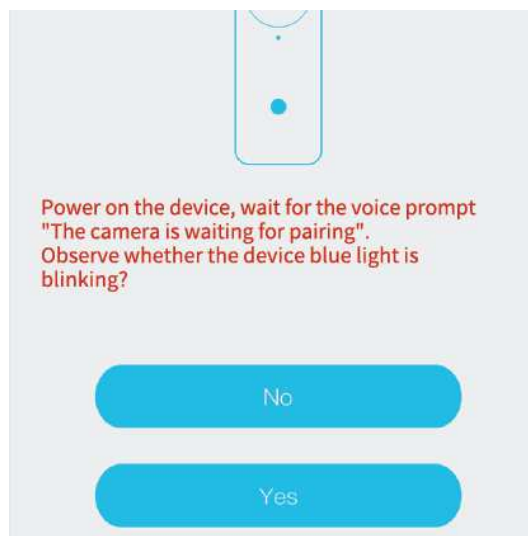 Power on the device, wait for the voice prompt
"The camera is waiting for pairing".
Observe whether the device blue light is
blinking?
No
Yes